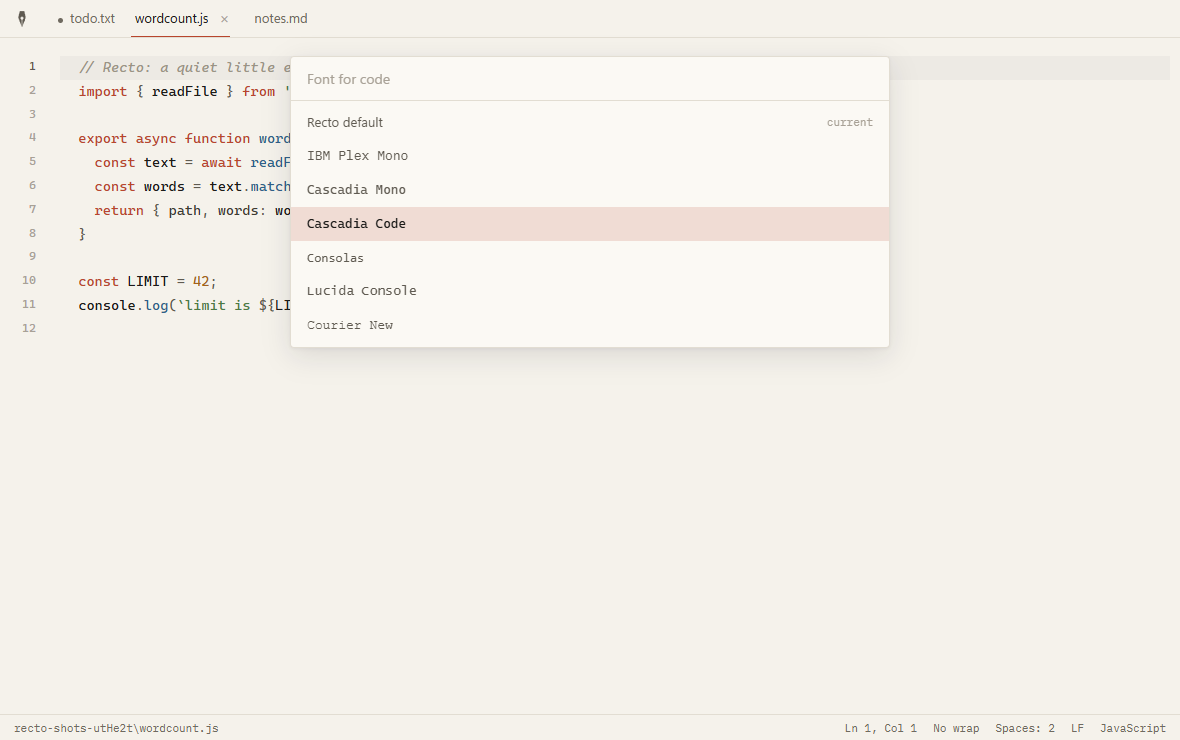 todo.txt wordcount.js × notes.md
Font for code
Recto default current
IBM Plex Mono
Cascadia Mono
Cascadia Code
Consolas
Lucida Console
Courier New
1 // Recto: a quiet little e
2 import { readFile } from '
3
4 export async function word
5 const text = await readF
6 const words = text.match
7 return { path, words: wo
8 }
9
10 const LIMIT = 42;
11 console.log(`limit is ${LI
12
recto-shots-utHe2t\wordcount.js Ln 1, Col 1 No wrap Spaces: 2 LF JavaScript